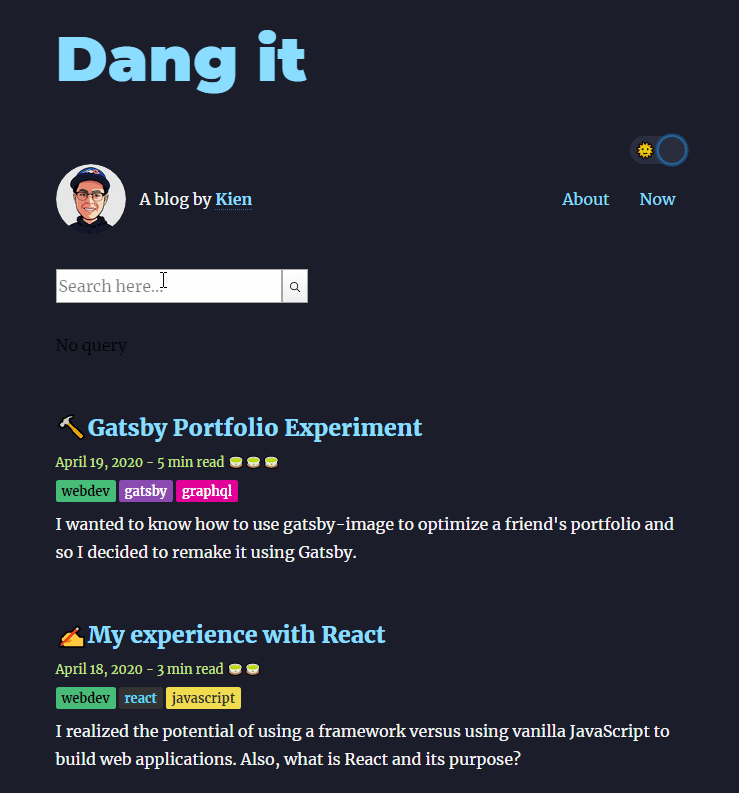 Dang it
A blog by Kien
About
Now
Search here...
No query
Gatsby Portfolio Experiment
April 19, 2020 - 5 min read
webdev gatsby graphql
I wanted to know how to use gatsby-image to optimize a friend's portfolio and
so I decided to remake it using Gatsby.
My experience with React
April 18, 2020 - 3 min read
webdev react javascript
I realized the potential of using a framework versus using vanilla JavaScript to
build web applications. Also, what is React and its purpose?